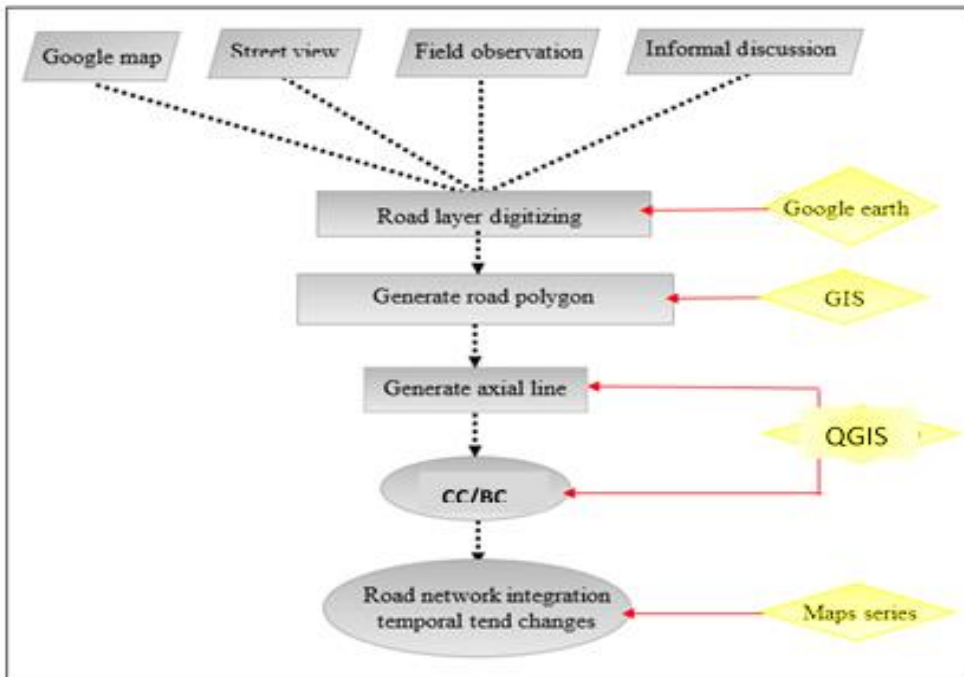 Google map
Street view
Field observation
Informal discussion
Road layer digitizing
Google earth
Generate road polygon
GIS
Generate axial line
QGIS
CC/BC
Road network integration
temporal tend changes
Maps series